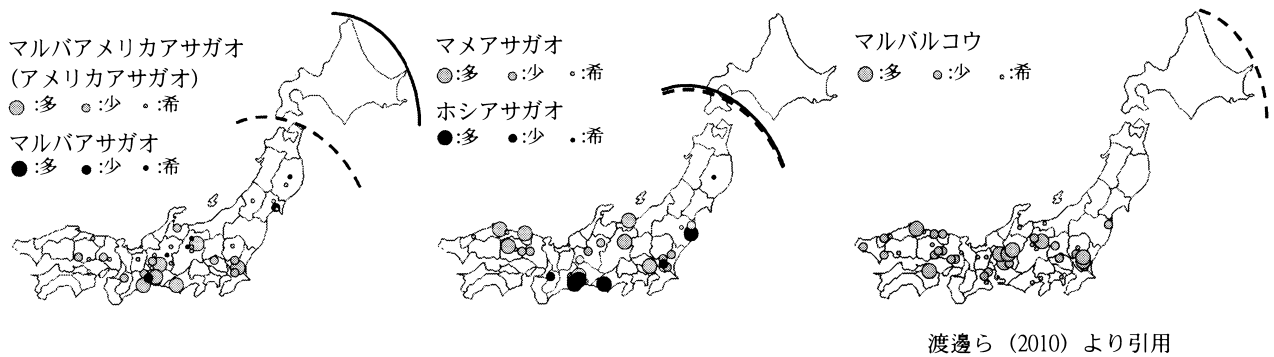 マルバアメリカアサガオ
(アメリカアサガオ)
:多 :少 :希
マルバアサガオ
:多 :少 :希
マメアサガオ
:多 :少 :希
ホシアサガオ
:多 :少 :希
マルバルコウ
:多 :少 :希
渡邊ら (2010) より引用